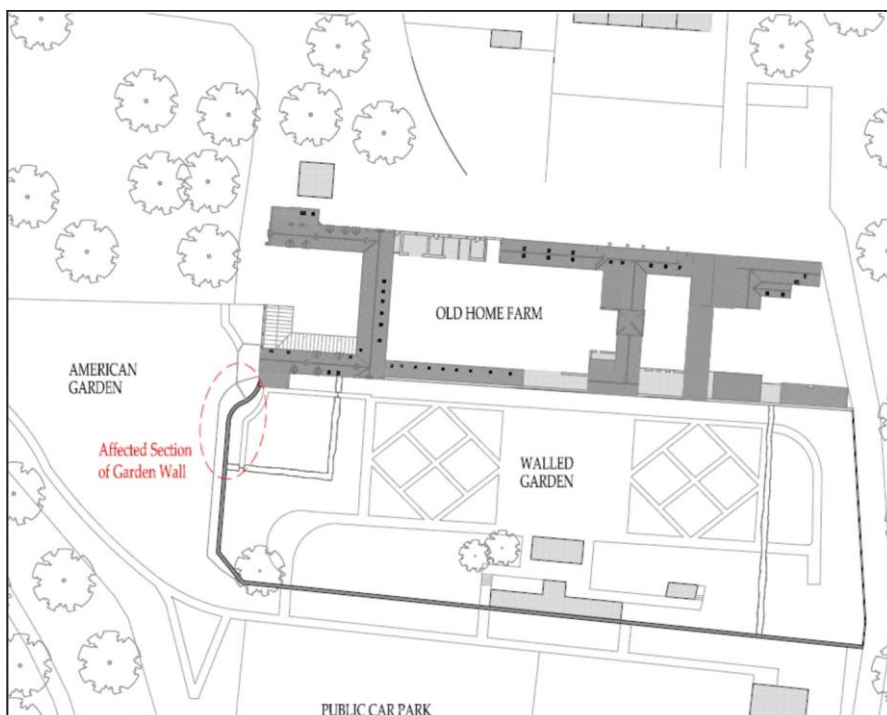 OLD HOME FARM
AMERICAN
GARDEN
Affected Section
of Garden Wall
WALLED
GARDEN
PUBLIC CAR PARK